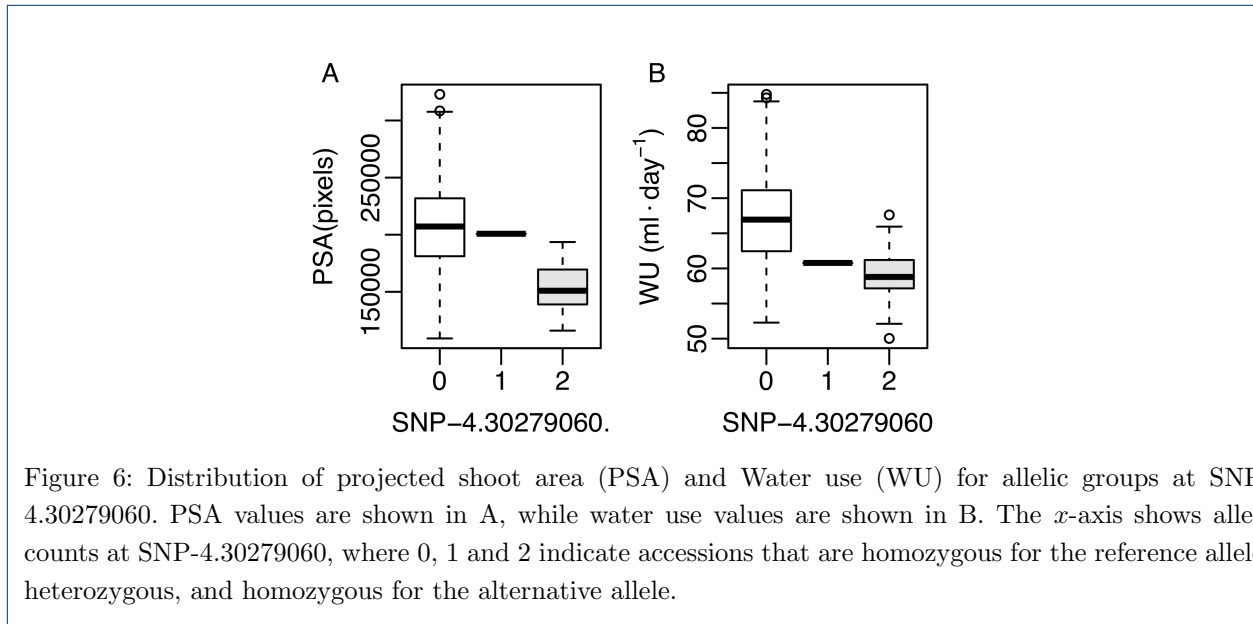 A
B
PSA(pixels)
150000 250000
0 1 2
SNP−4.30279060.
WU (ml · day−1)
50 60 70 80
0 1 2
SNP−4.30279060
Figure 6: Distribution of projected shoot area (PSA) and Water use (WU) for allelic groups at SNP
4.30279060. PSA values are shown in A, while water use values are shown in B. The x-axis shows alle
counts at SNP-4.30279060, where 0, 1 and 2 indicate accessions that are homozygous for the reference allel
heterozygous, and homozygous for the alternative allele.